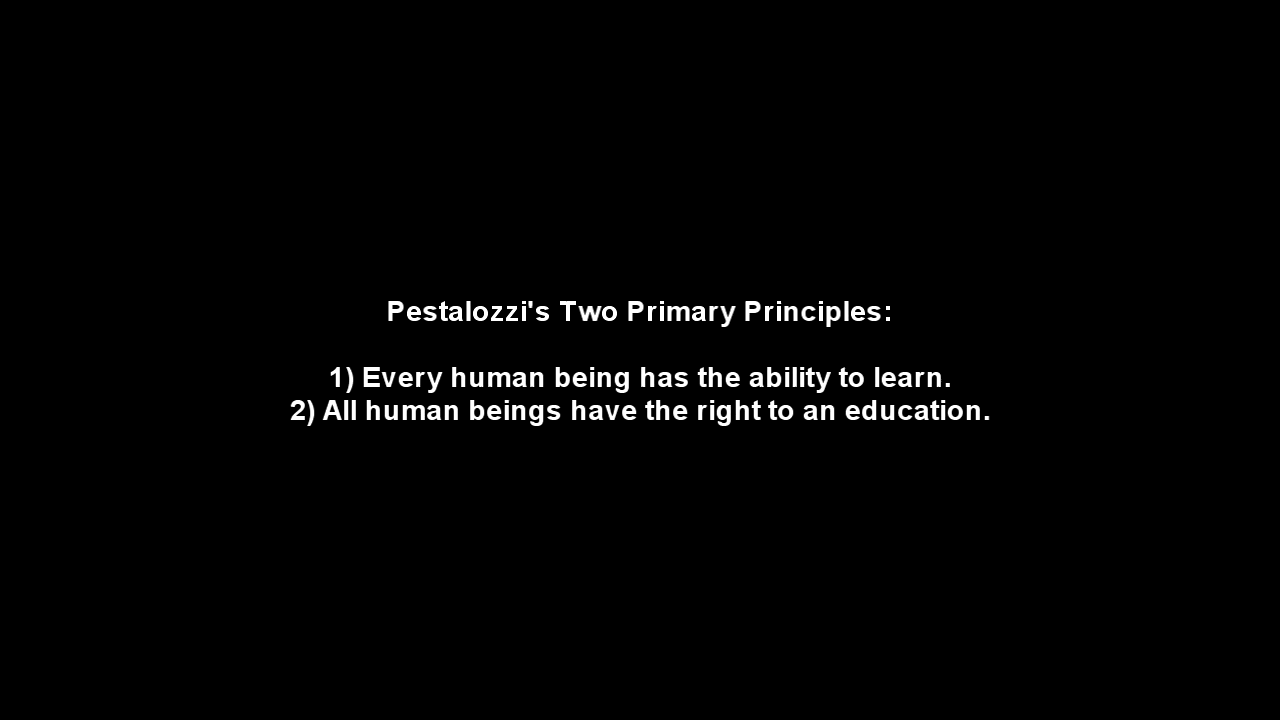 Pestalozzi's Two Primary Principles:
1) Every human being has the ability to learn.
2) All human beings have the right to an education.